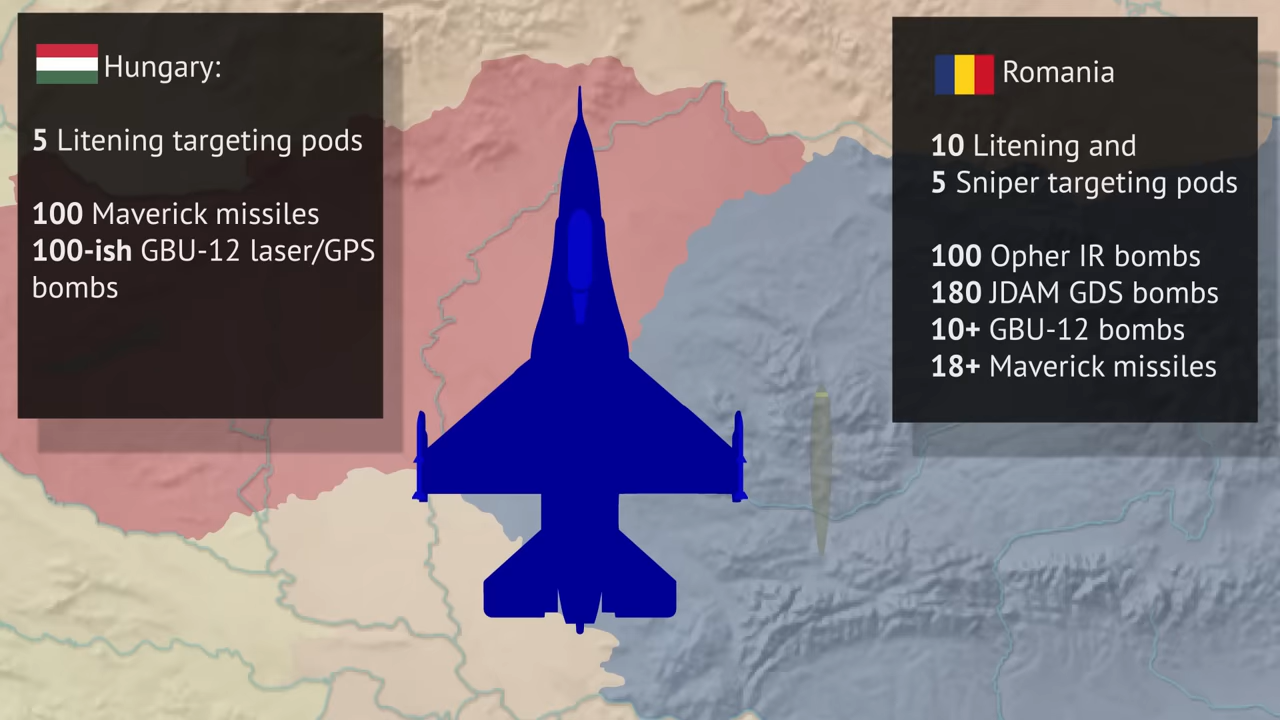 Hungary:
5 Litening targeting pods
100 Maverick missiles
100-ish GBU-12 laser/GPS
bombs
Romania
10 Litening and
5 Sniper targeting pods
100 Opher IR bombs
180 JDAM GDS bombs
10+ GBU-12 bombs
18+ Maverick missiles